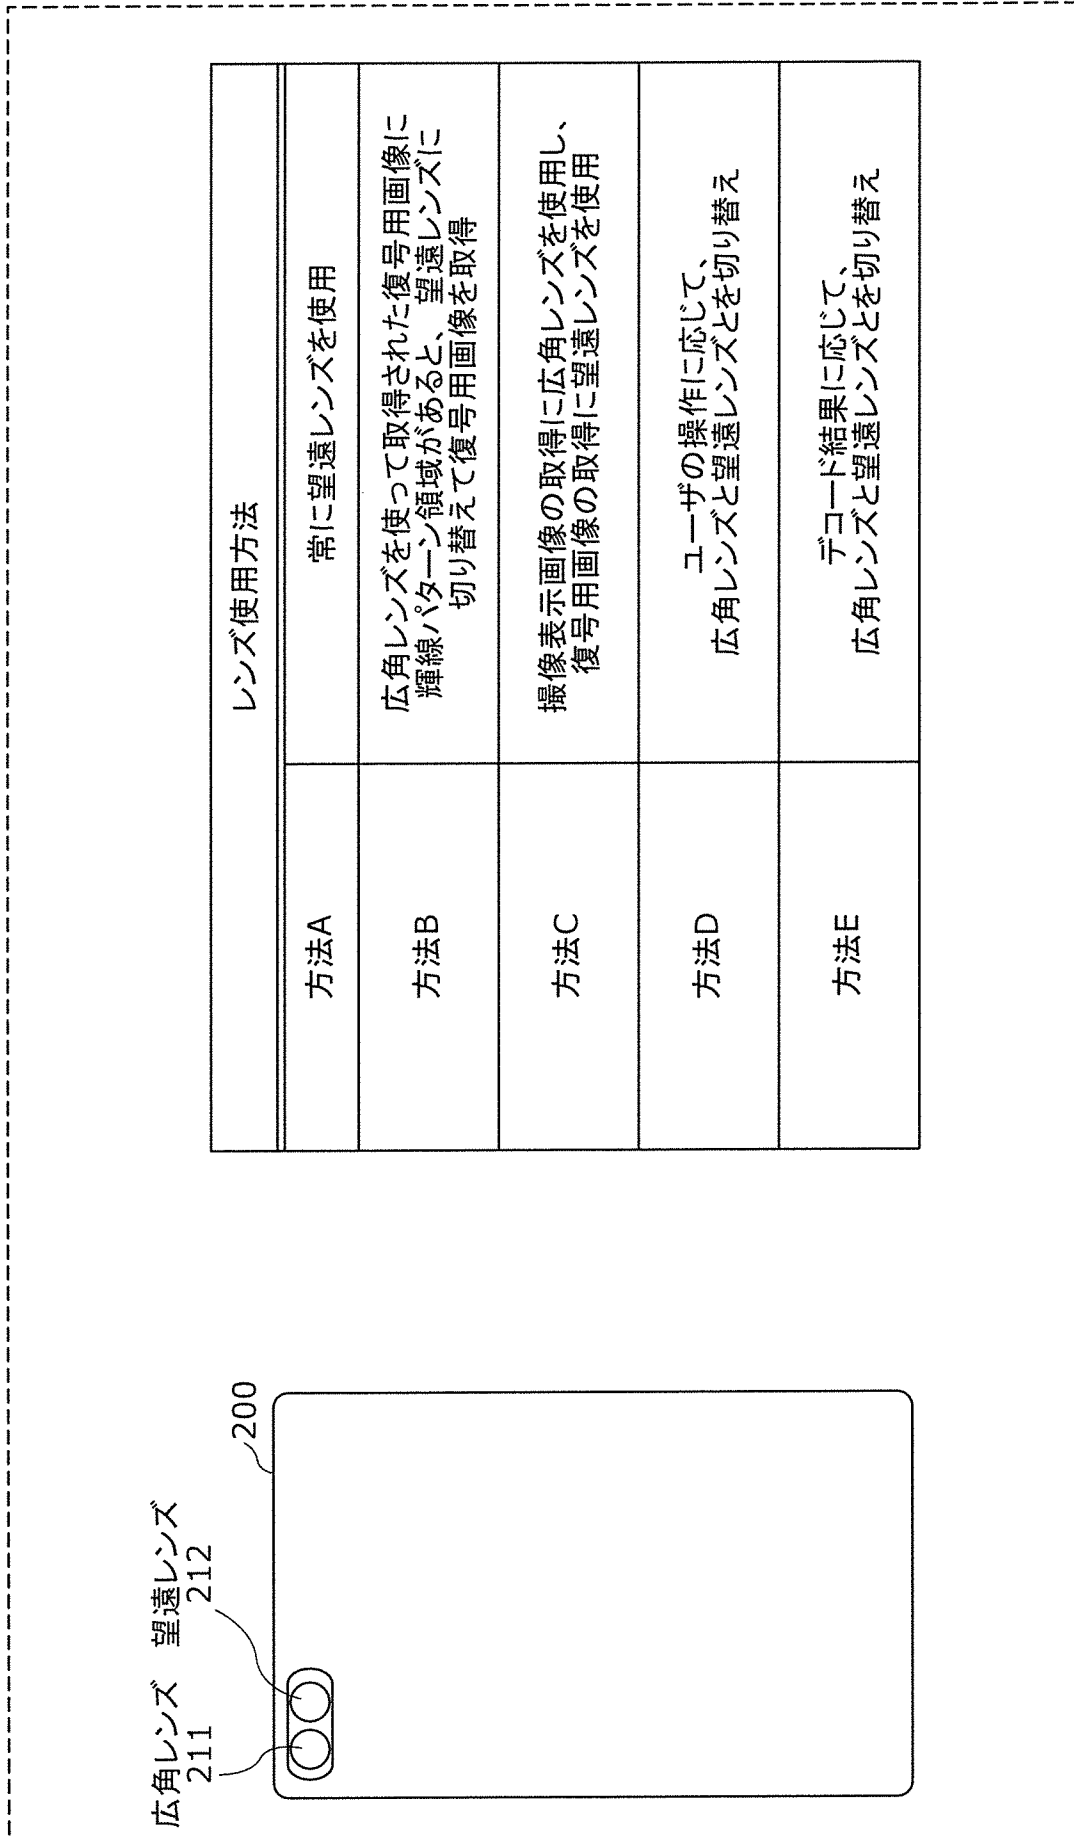 広角レンズ
211
望遠レンズ
212
200
レンズ使用方法
方法A
常に望遠レンズを使用
方法B
広角レンズを使って取得された復号用画像に
輝線パターン領域があると、望遠レンズに
切り替えて復号用画像を取得
方法C
撮像表示画像の取得に広角レンズを使用し、
復号用画像の取得に望遠レンズを使用
方法D
ユーザの操作に応じて、
広角レンズと望遠レンズとを切り替え
方法E
デコード結果に応じて、
広角レンズと望遠レンズとを切り替え